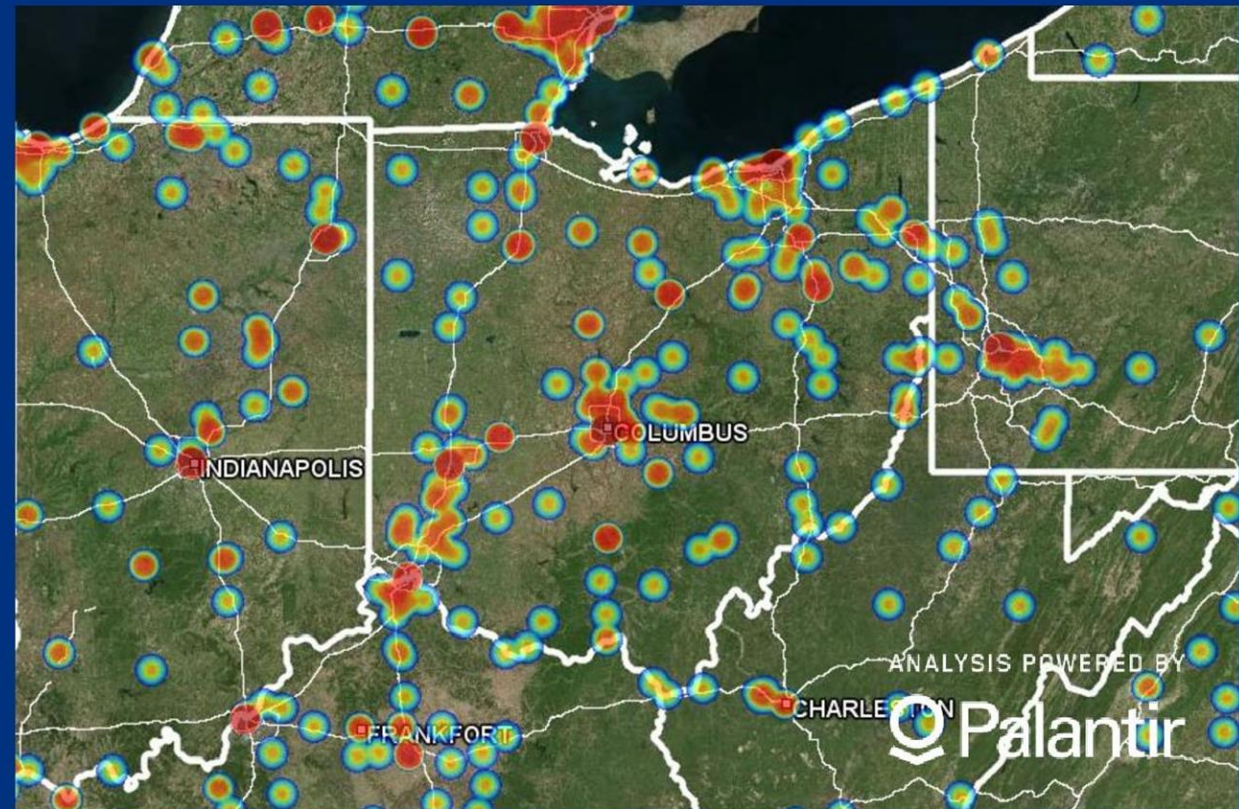 COLUMBUS
INDIANAPOLIS
ANALYSIS POWERED BY
CHARLESTON
Palantir
FRANKFORT